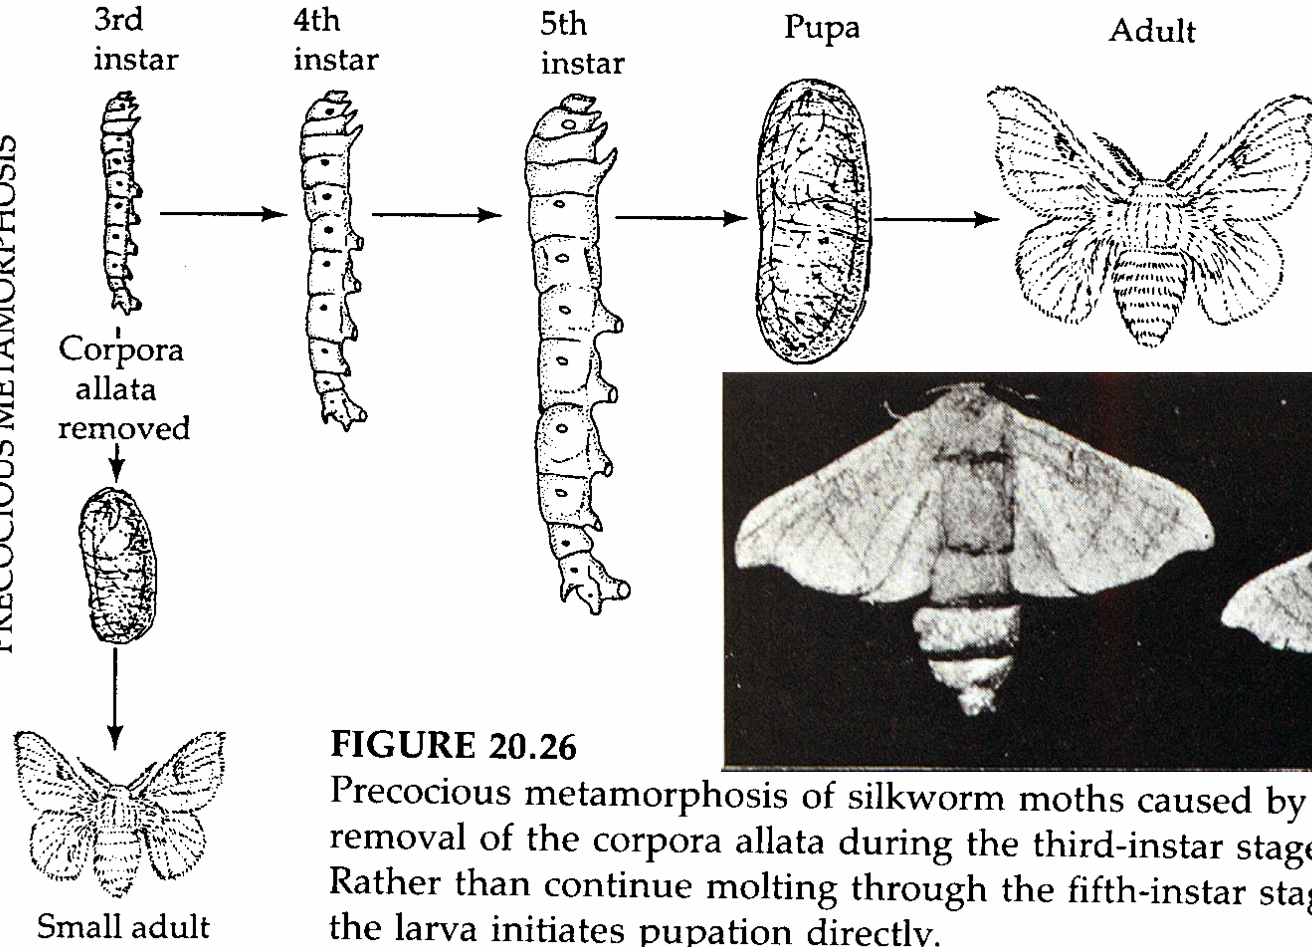 3rd
instar
4th
instar
5th
instar
Pupa
Adult
PRECOCIOUS METAMORPHOSIS
Corpora
allata
removed
Small adult
FIGURE 20.26
Precocious metamorphosis of silkworm moths caused by
removal of the corpora allata during the third-instar stage
Rather than continue molting through the fifth-instar stag
the larva initiates pupation directly.